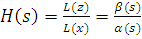 H(s) = L(z)/L(x) = β(s)/α(s)